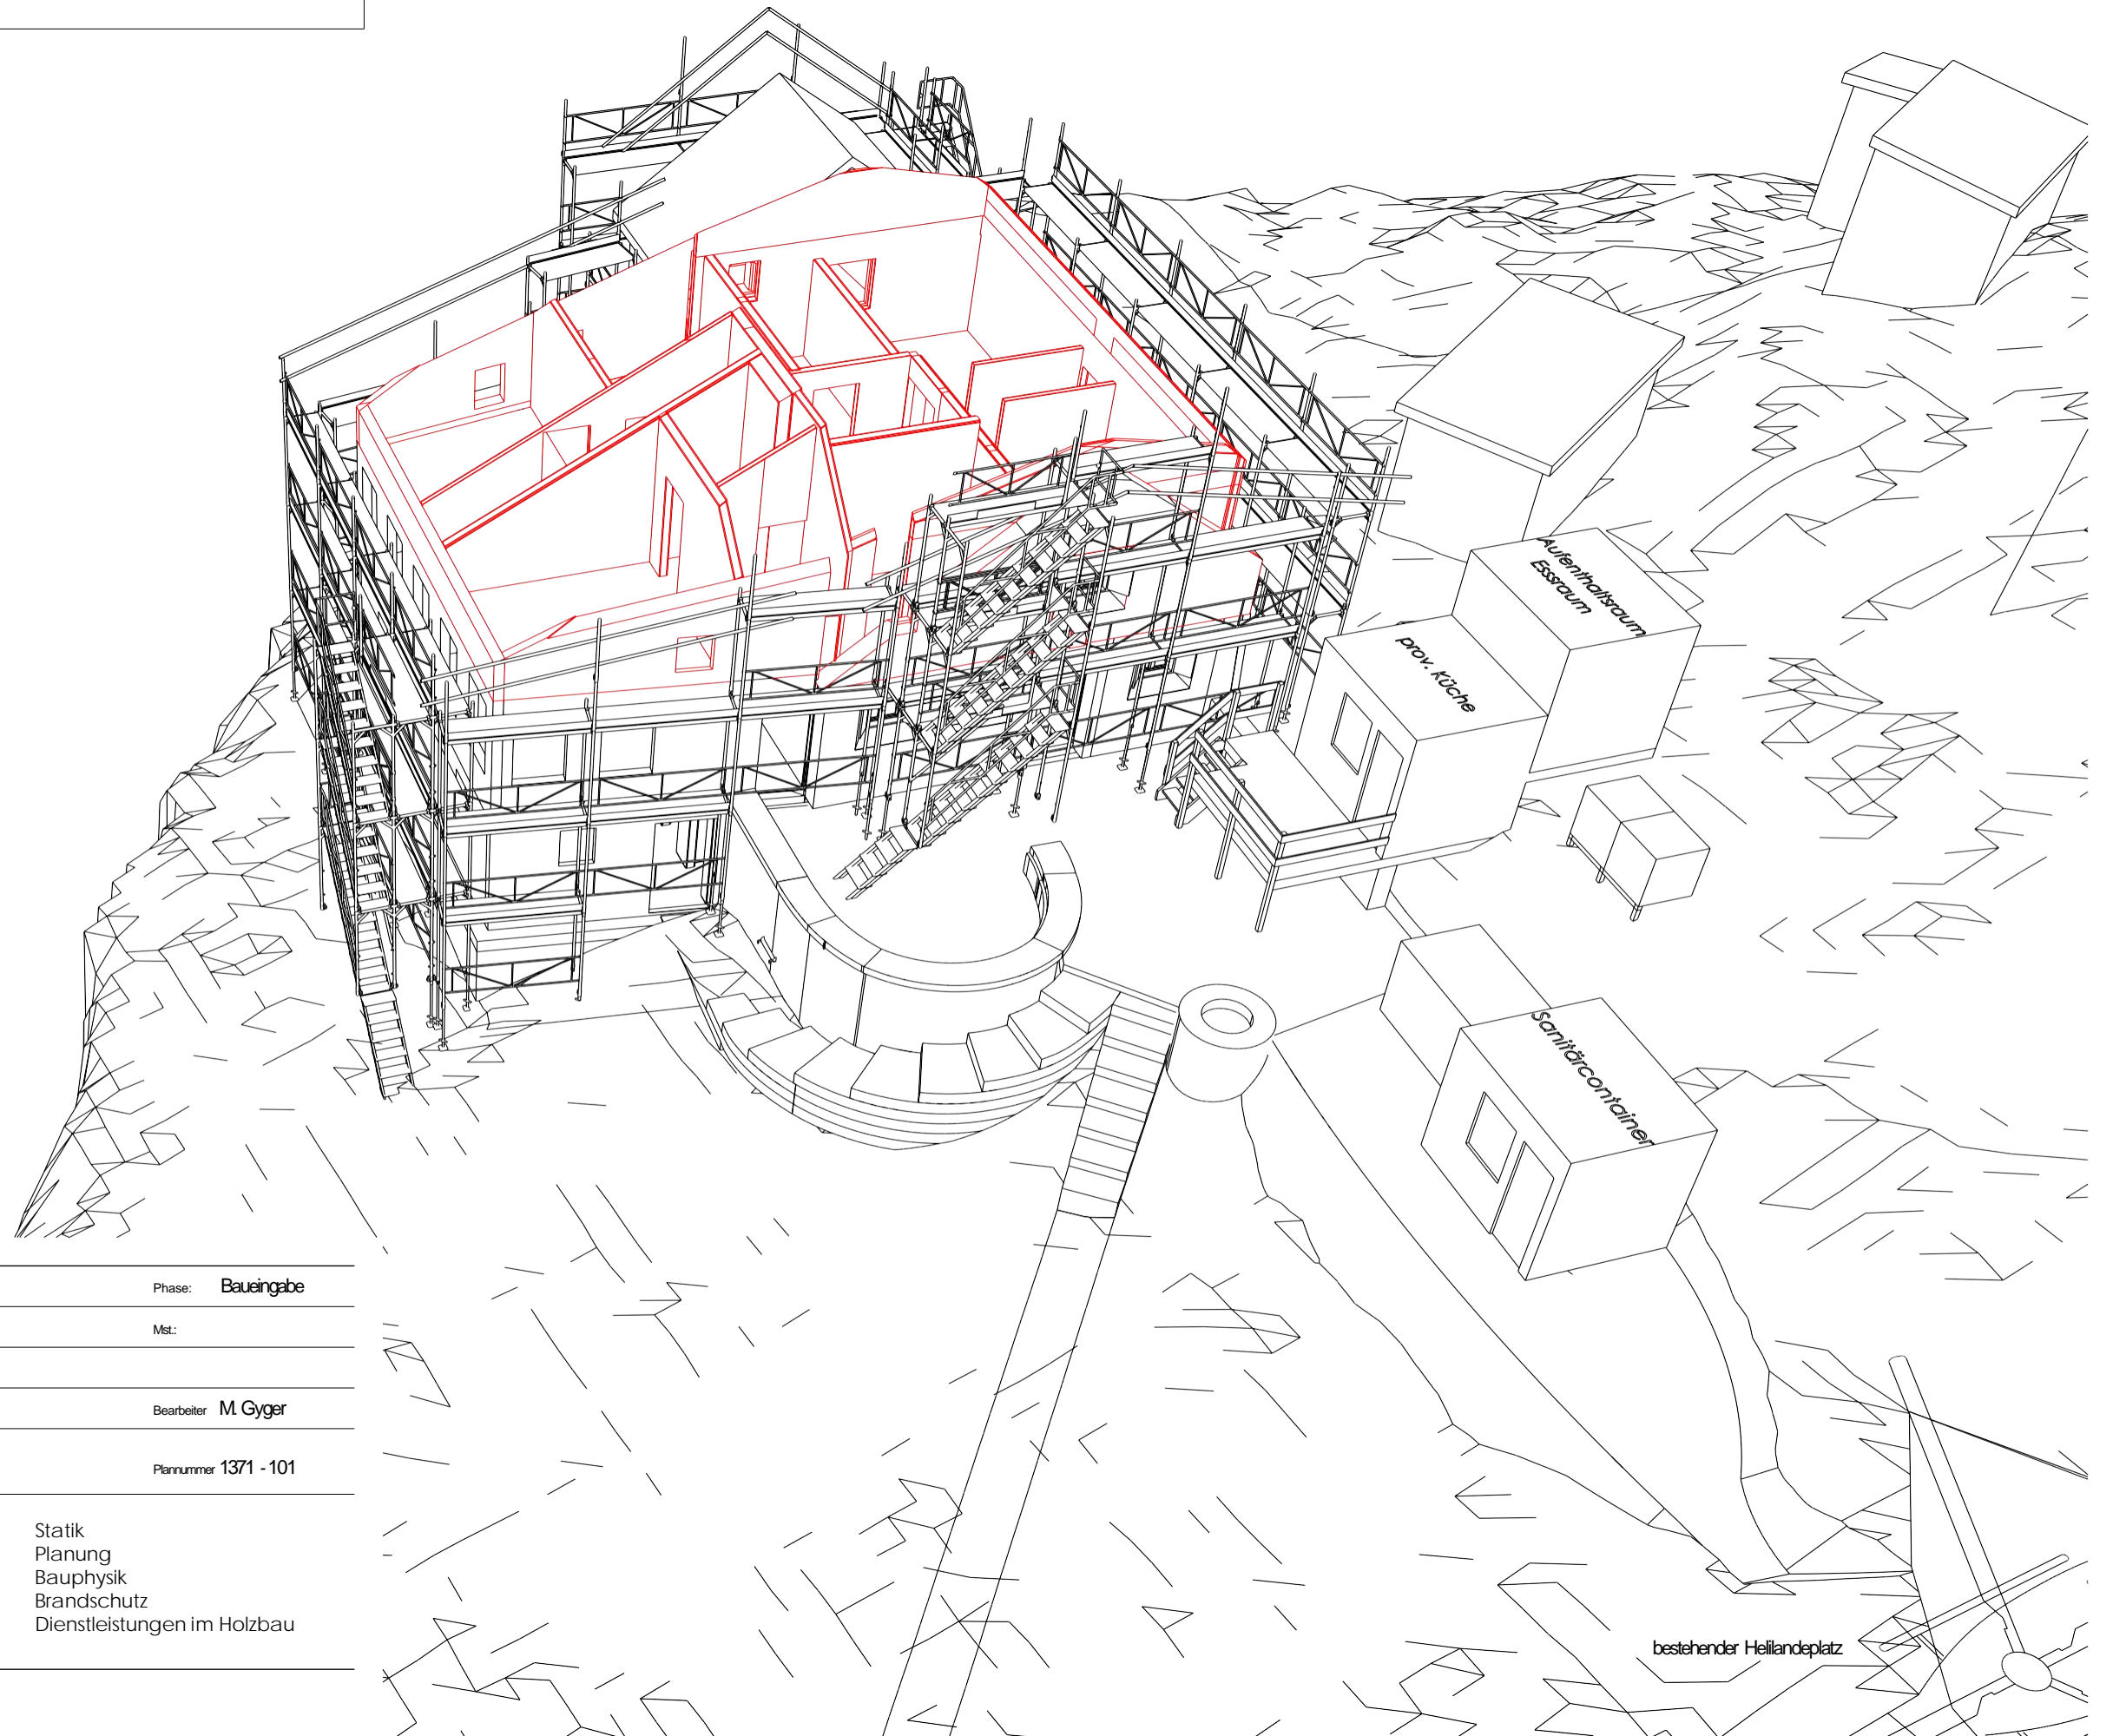 Aufenthaltsraum
Essraum
prov. Küche
Sanitärcontainer
Phase: Baueingabe
Mst.:
Bearbeiter M. Gyger
Plannummer 1371 - 101
Statik
Planung
Bauphysik
Brandschutz
Dienstleistungen im Holzbau
bestehender Helilandeplatz